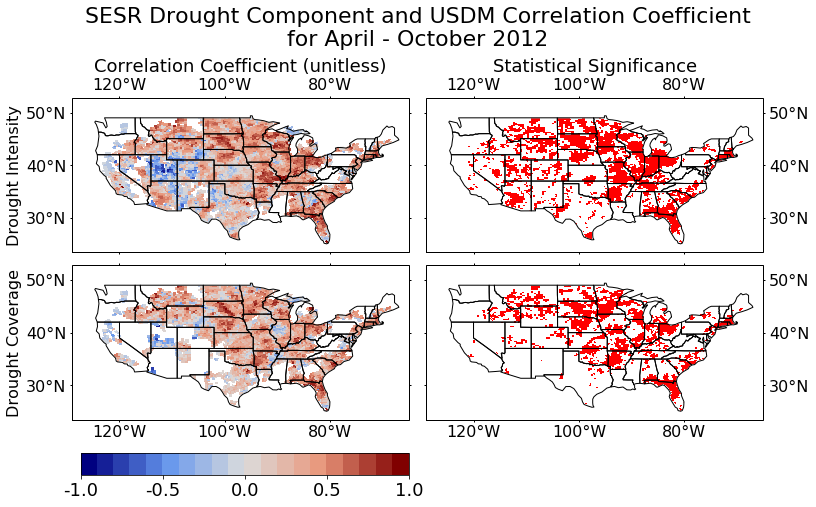 SESR Drought Component and USDM Correlation Coefficient
for April - October 2012
Correlation Coefficient (unitless)
Statistical Significance
120°W 100°W 80°W
120°W 100°W 80°W
Drought Intensity
50°N
40°N
30°N
50°N
40°N
30°N
Drought Coverage
50°N
40°N
30°N
50°N
40°N
30°N
120°W 100°W 80°W
120°W 100°W 80°W
-1.0 -0.5 0.0 0.5 1.0